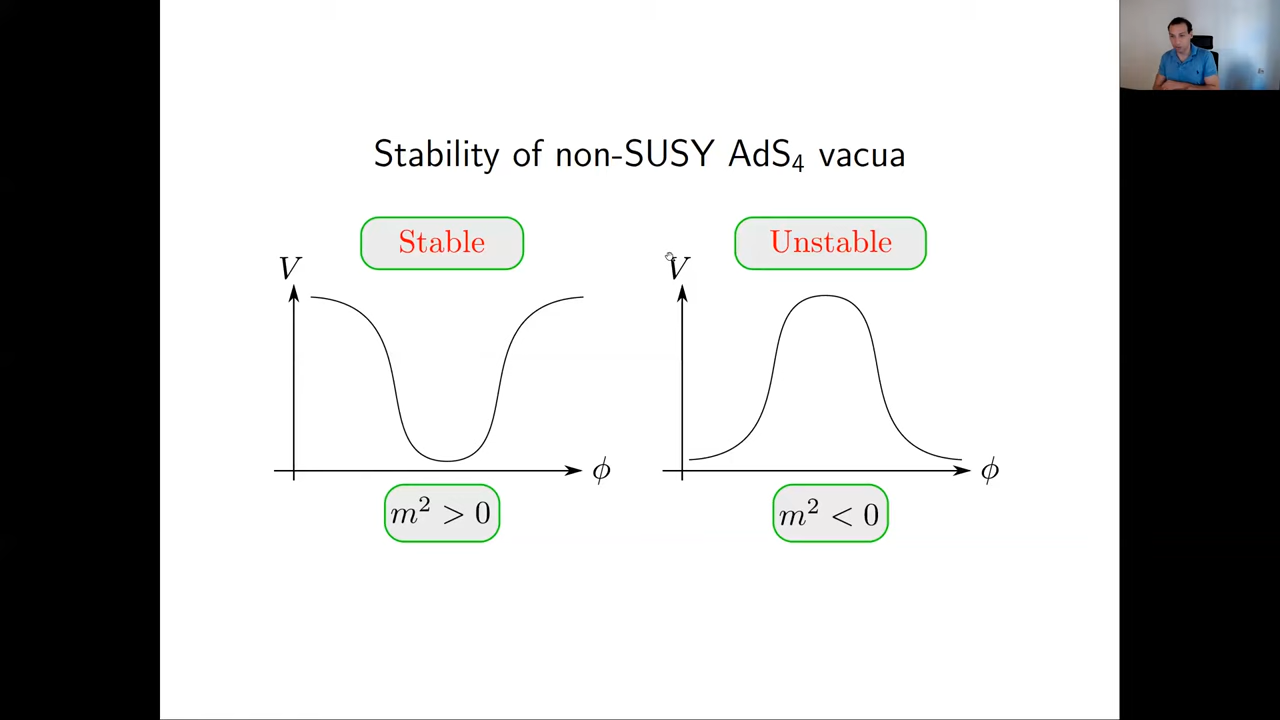 Stability of non-SUSY AdS₄ vacua
Stable
Unstable
V
V
ϕ
ϕ
m² > 0
m² < 0